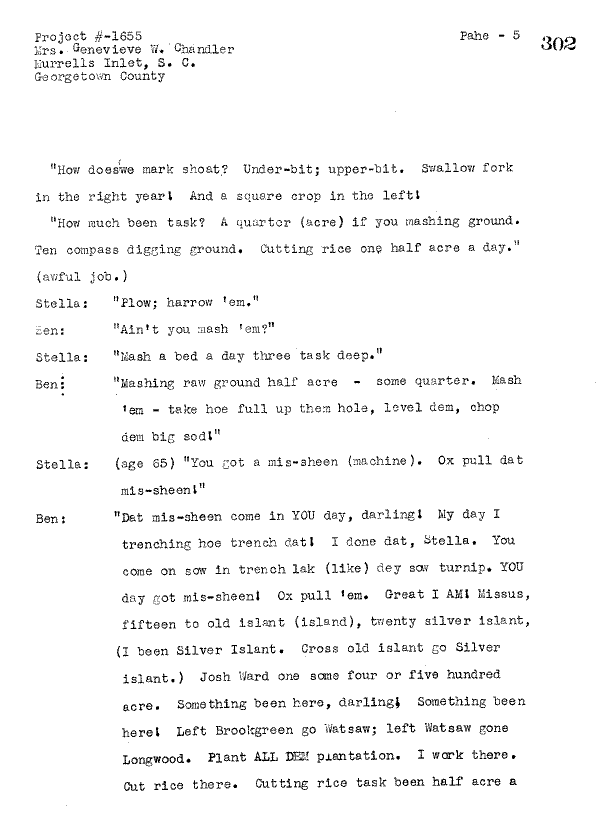 Project #-1655
Mrs. Genevieve W. Chandler
Murrells Inlet, S. C.
Georgetown County
Pahe - 5
302
"How does'we mark shoat? Under-bit; upper-bit. Swallow fork
in the right year! And a square crop in the left!
"How much been task? A quarter (acre) if you mashing ground.
Ten compass digging ground. Cutting rice one half acre a day."
(awful job.)
Stella: "Plow; harrow 'em."
Ben: "Ain't you mash 'em?"
Stella: "Mash a bed a day three task deep."
Ben: "Mashing raw ground half acre - some quarter. Mash
'em - take hoe full up them hole, level dem, chop
dem big sod!"
Stella: (age 65) "You got a mis-sheen (machine). Ox pull dat
mis-sheen!"
Ben: "Dat mis-sheen come in YOU day, darling! My day I
trenching hoe trench dat! I done dat, Stella. You
come on sow in trench lak (like) dey sow turnip. YOU
day got mis-sheen! Ox pull 'em. Great I AM! Missus,
fifteen to old islant (island), twenty silver islant,
(I been Silver Islant. Cross old islant go Silver
islant.) Josh Ward one some four or five hundred
acre. Something been here, darling! Something been
here! Left Brookgreen go Watsaw; left Watsaw gone
Longwood. Plant ALL DEM plantation. I work there.
Cut rice there. Cutting rice task been half acre a